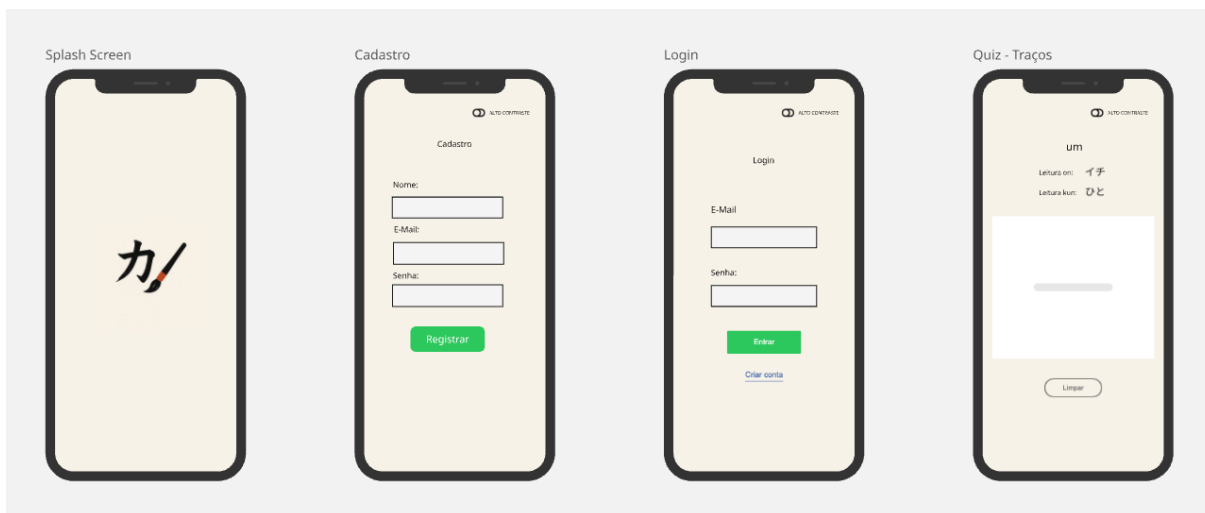 Splash Screen
カ
Cadastro
ALTO CONTRASTE
Cadastro
Nome:
E-Mail:
Senha:
Registrar
Login
ALTO CONTRASTE
Login
E-Mail
Senha:
Entrar
Criar conta
Quiz - Traços
ALTO CONTRASTE
um
Leitura on: イチ
Leitura kun: ひと
Limpar